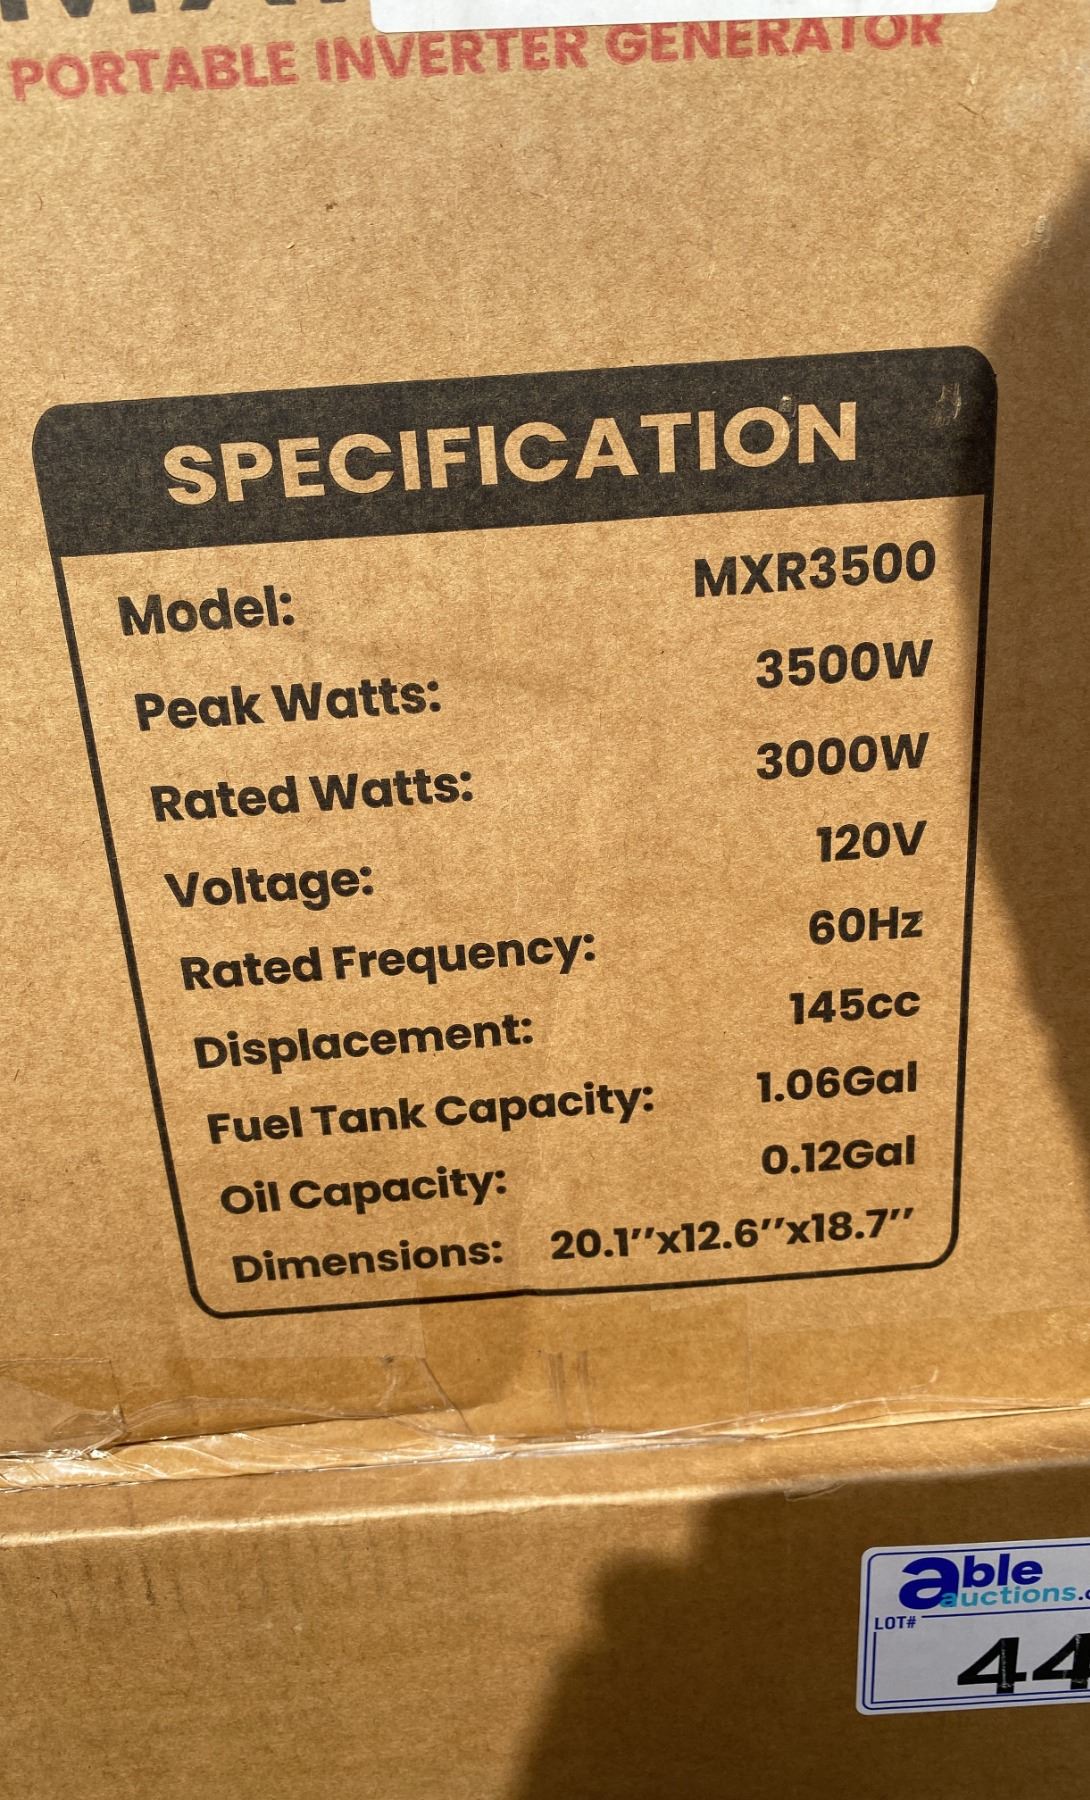 PORTABLE INVERTER GENERATOR
SPECIFICATION
Model: MXR3500
Peak Watts: 3500W
Rated Watts: 3000W
Voltage: 120V
Rated Frequency: 60Hz
Displacement: 145cc
Fuel Tank Capacity: 1.06Gal
Oil Capacity: 0.12Gal
Dimensions: 20.1’’x12.6’’x18.7’’
able
auctions.
LOT#
44